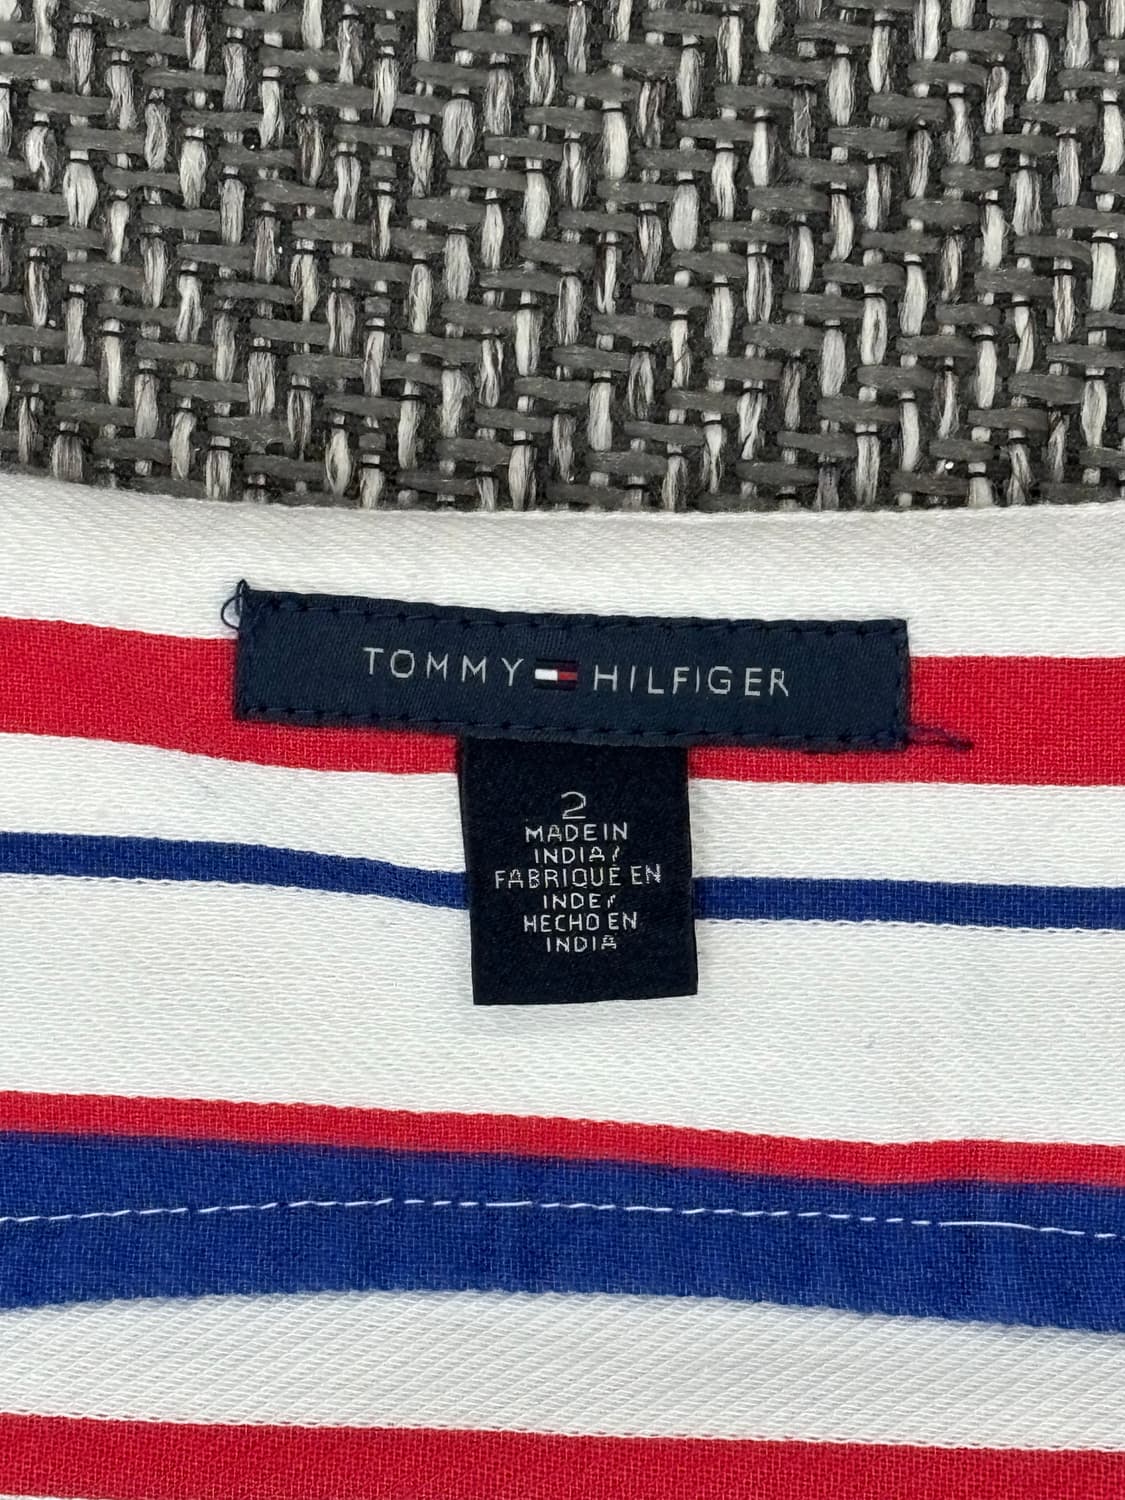 TOMMY HILFIGER
2
MADE IN
INDIA/
FABRIQUÉ EN
INDE/
HECHO EN
INDIA